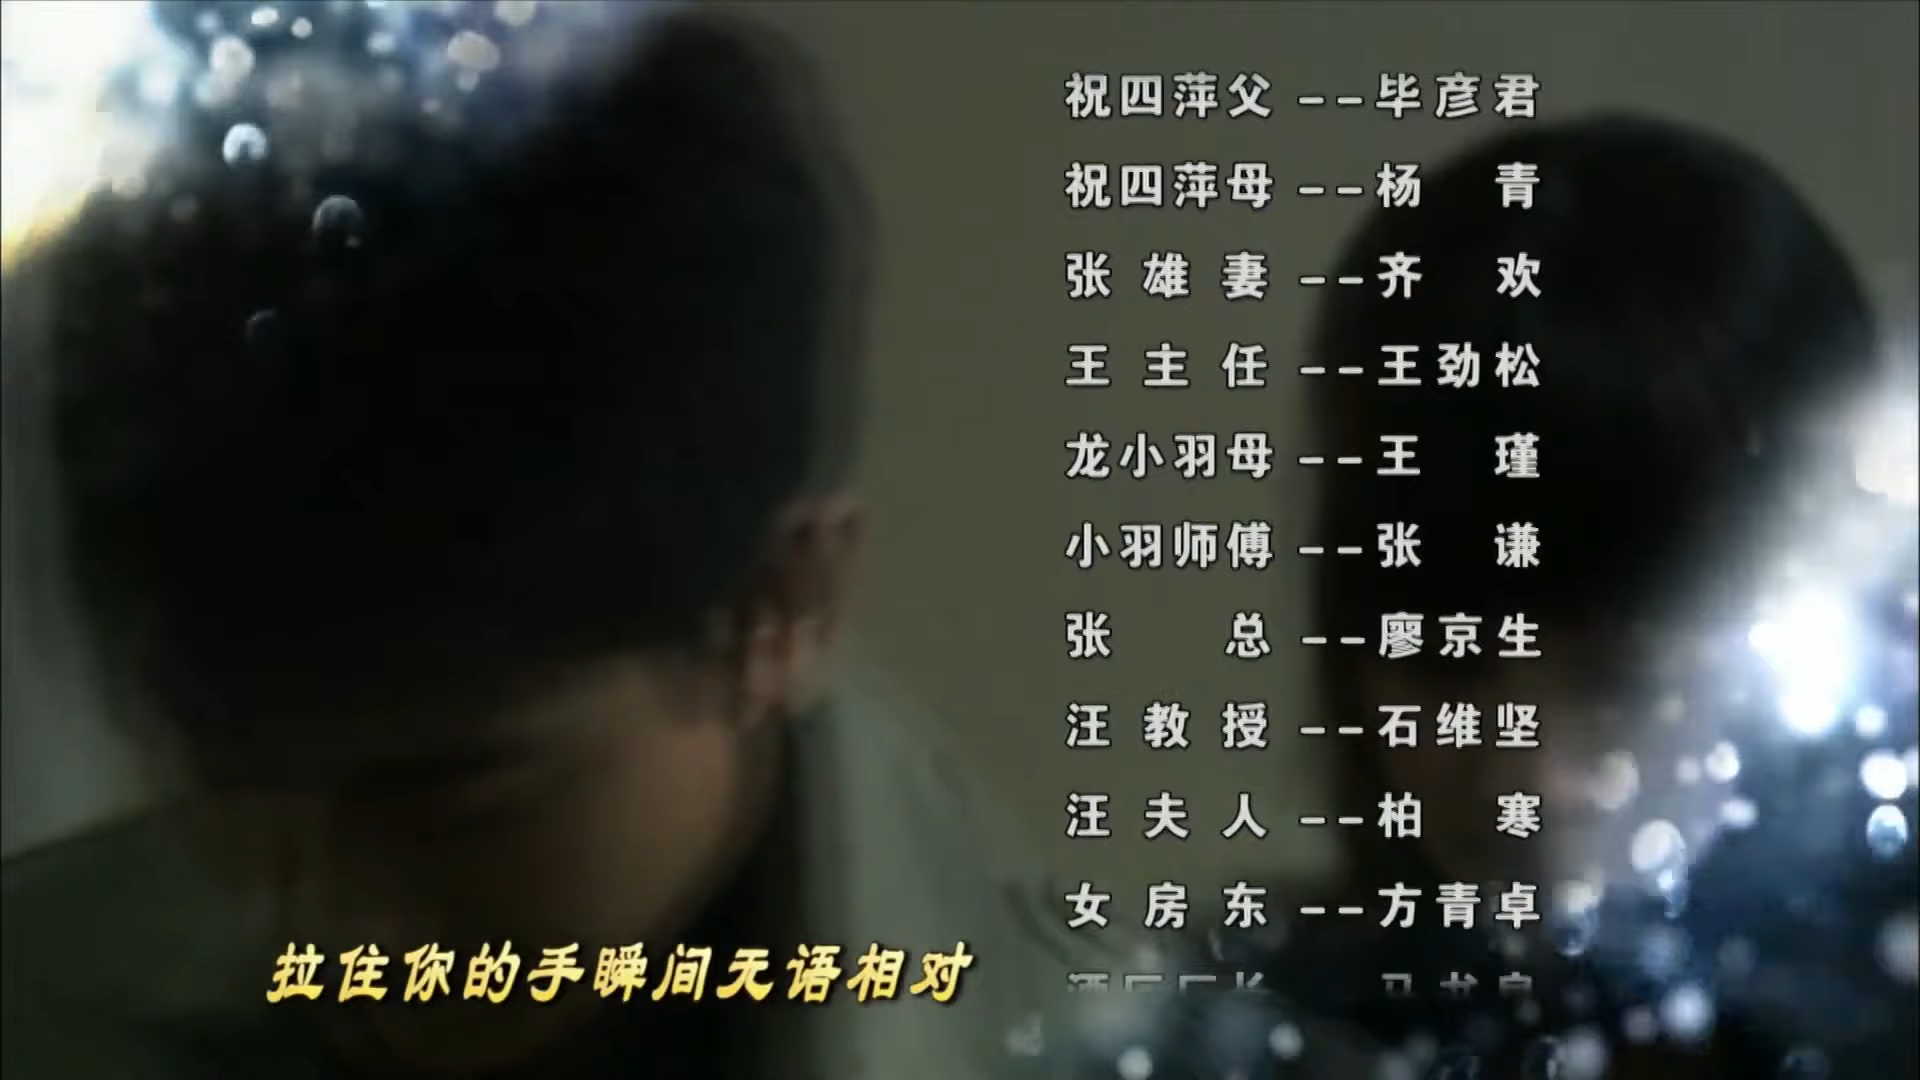 祝四萍父--毕彦君
祝四萍母--杨 青
张雄妻--齐 欢
王主任--王劲松
龙小羽母--王 瑾
小羽师傅--张 谦
张 总--廖京生
汪教授--石维坚
汪夫人--柏 寒
女房东--方青卓
拉住你的手瞬间无语相对